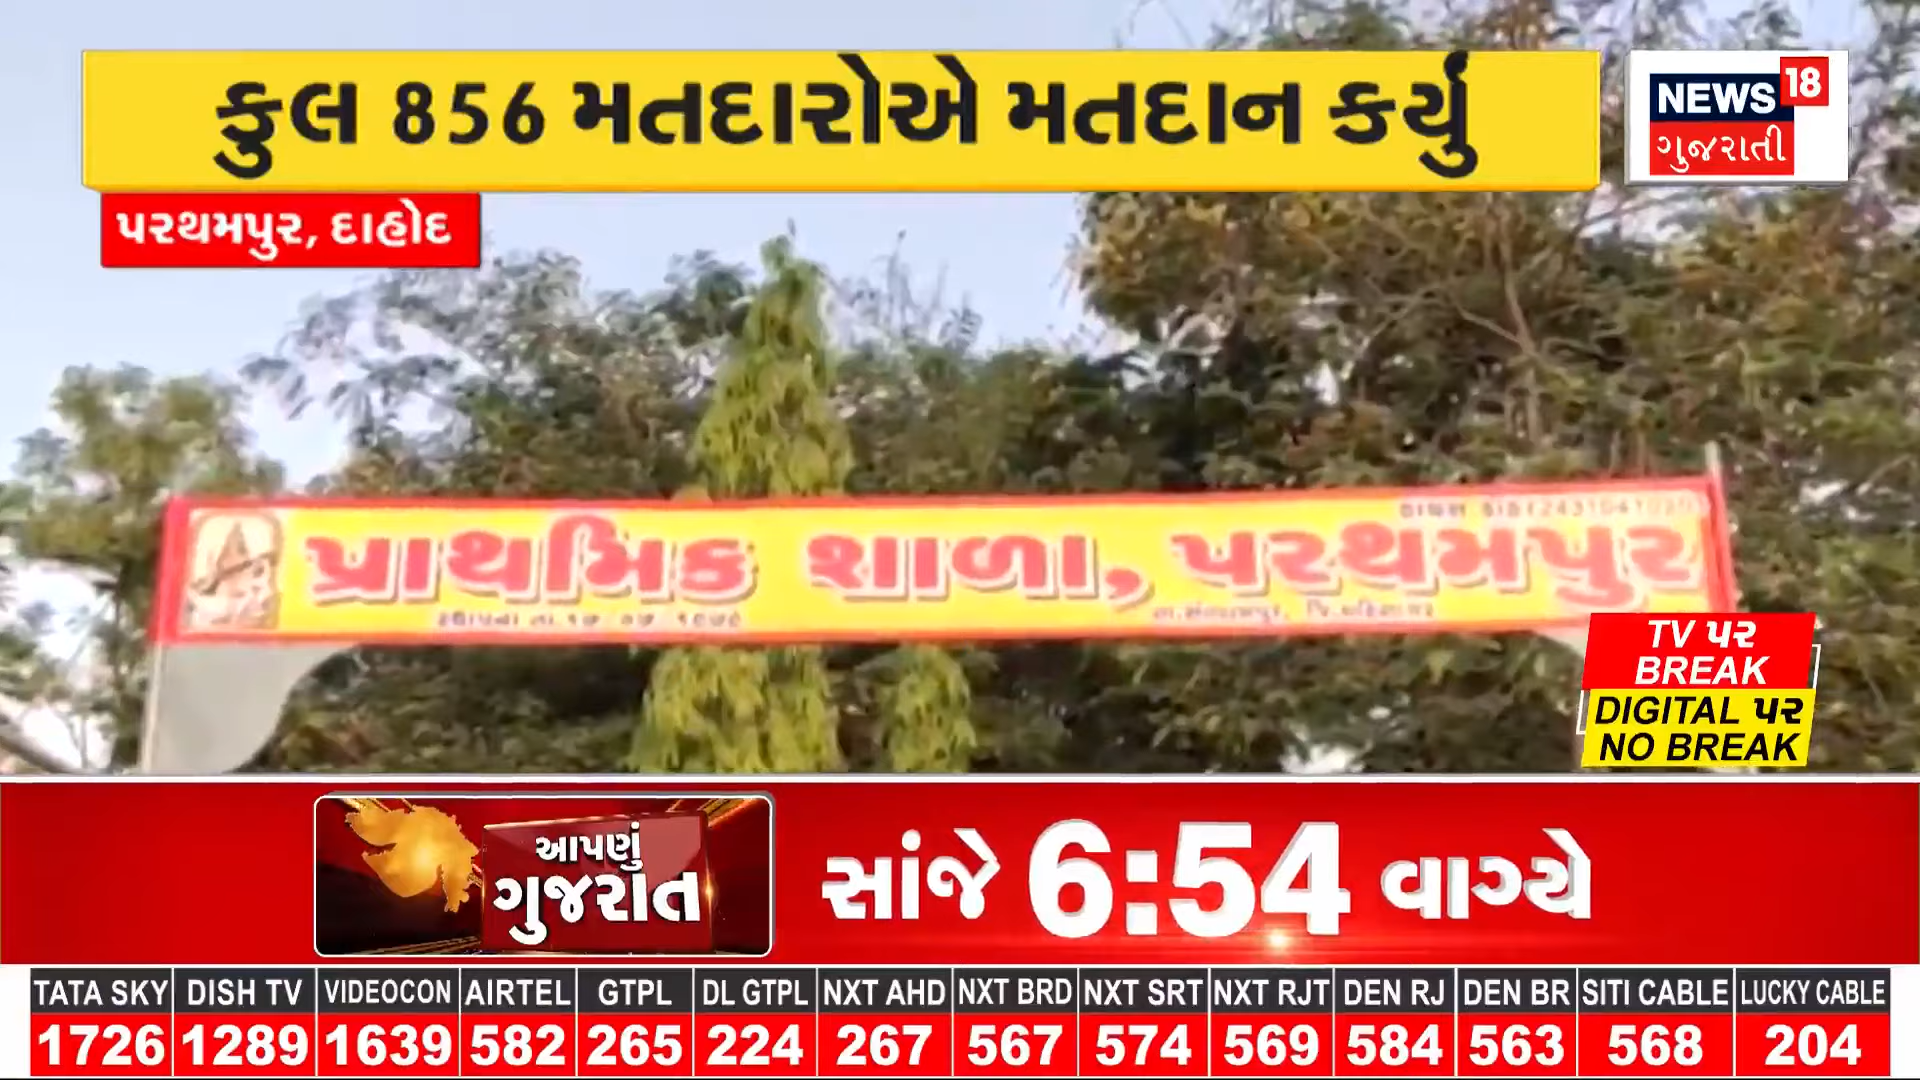 કુલ 856 મતદારોએ મતદાન કર્યું
NEWS 18
ગુજરાતી
પરથમપુર, દાહોદ
પ્રાથમિક શાળા, પરથમપુર
TV પર
BREAK
DIGITAL પર
NO BREAK
આપણું
ગુજરાત
સાંજે 6:54 વાગ્યે
TATA SKY DISH TV VIDEOCON AIRTEL GTPL DL GTPL NXT AHD NXT BRD NXT SRT NXT RJT DEN RJ DEN BR SITI CABLE LUCKY CABLE
1726 1289 1639 582 265 224 267 567 574 569 584 563 568 204